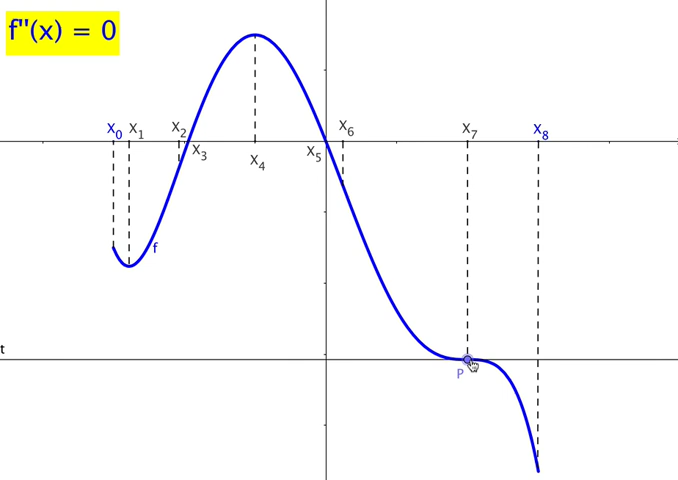 f"(x) = 0
X₀ X₁ X₂ X₆ X₇ X₈
X₃ X₄ X₅
f
t
P